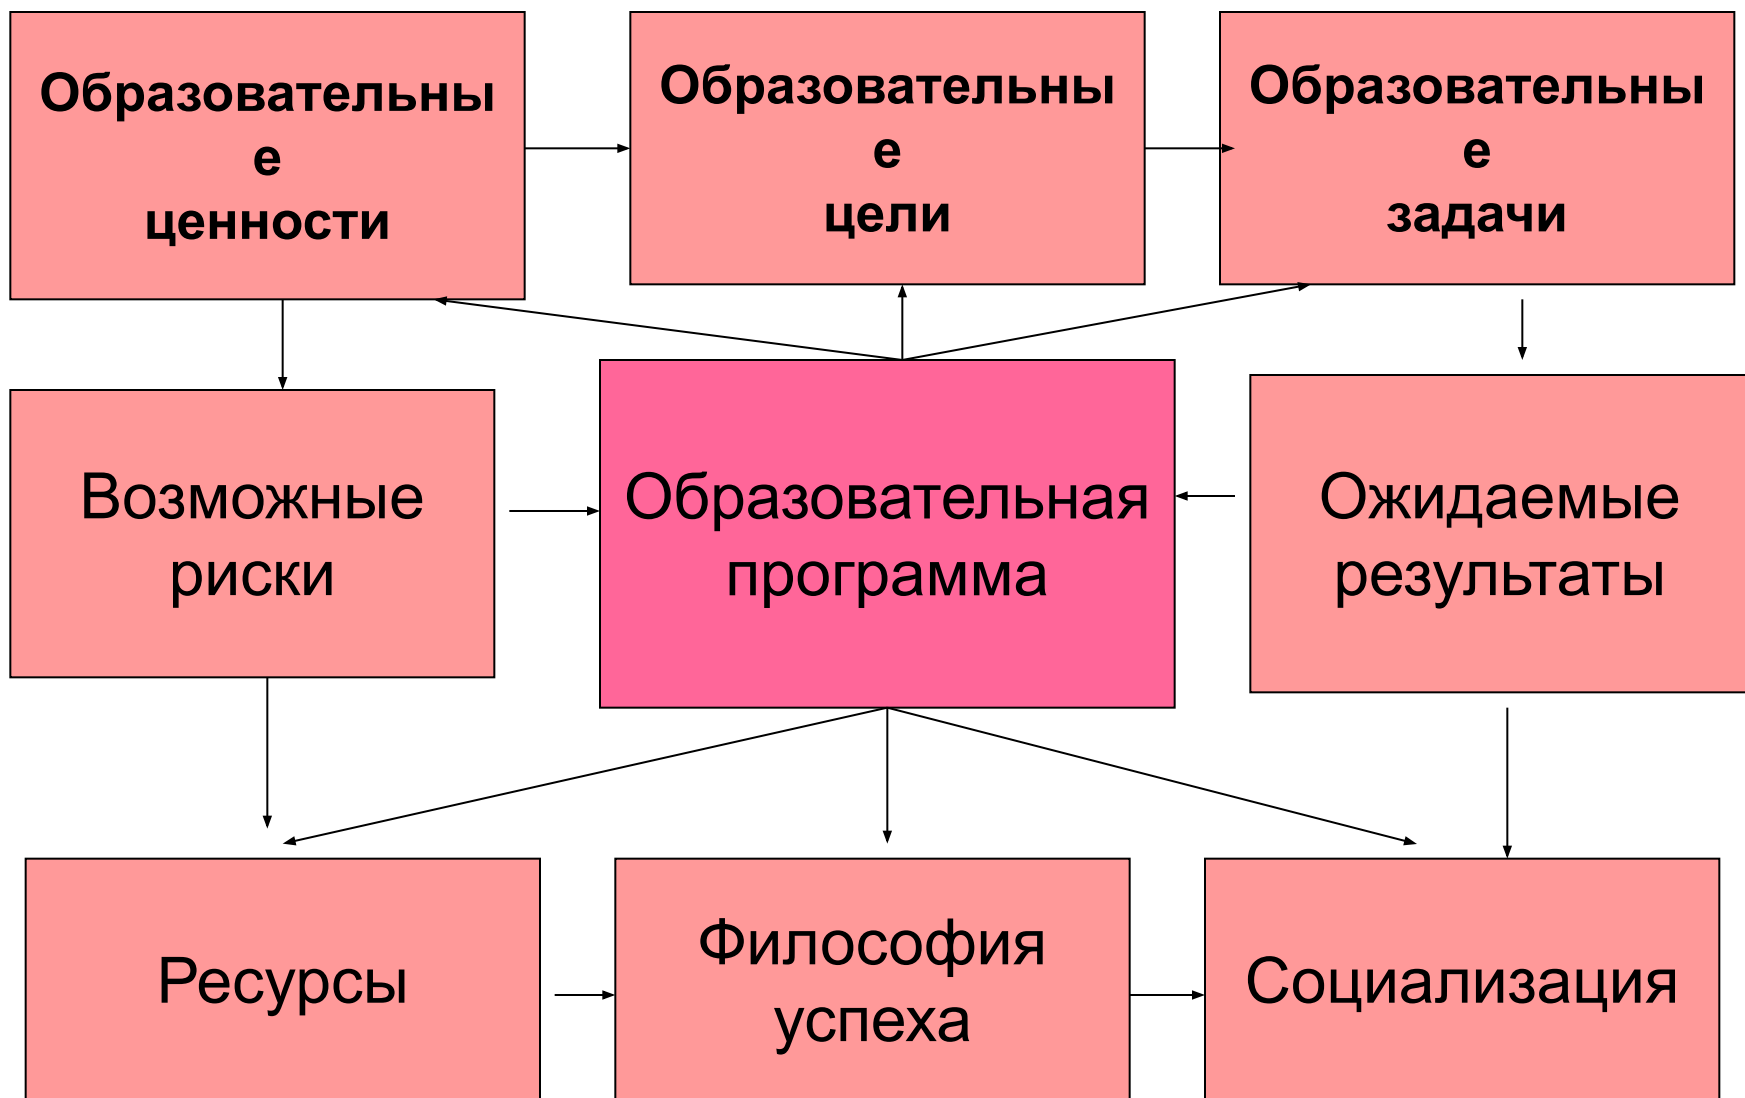 Образовательны
е
ценности
Образовательны
е
цели
Образовательны
е
задачи
Возможные
риски
Образовательная
программа
Ожидаемые
результаты
Ресурсы
Философия
успеха
Социализация